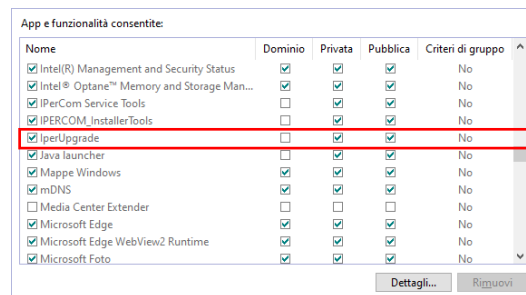 App e funzionalità consentite:
Nome Dominio Privata Pubblica Criteri di gruppo
Intel(R) Management and Security Status No
Intel® Optane™ Memory and Storage Man... No
IPerCom Service Tools No
IPERCOM_InstallerTools No
IperUpgrade No
Java launcher No
Mappe Windows No
mDNS No
Media Center Extender No
Microsoft Edge No
Microsoft Edge WebView2 Runtime No
Microsoft Foto No
Dettagli... Rimuovi